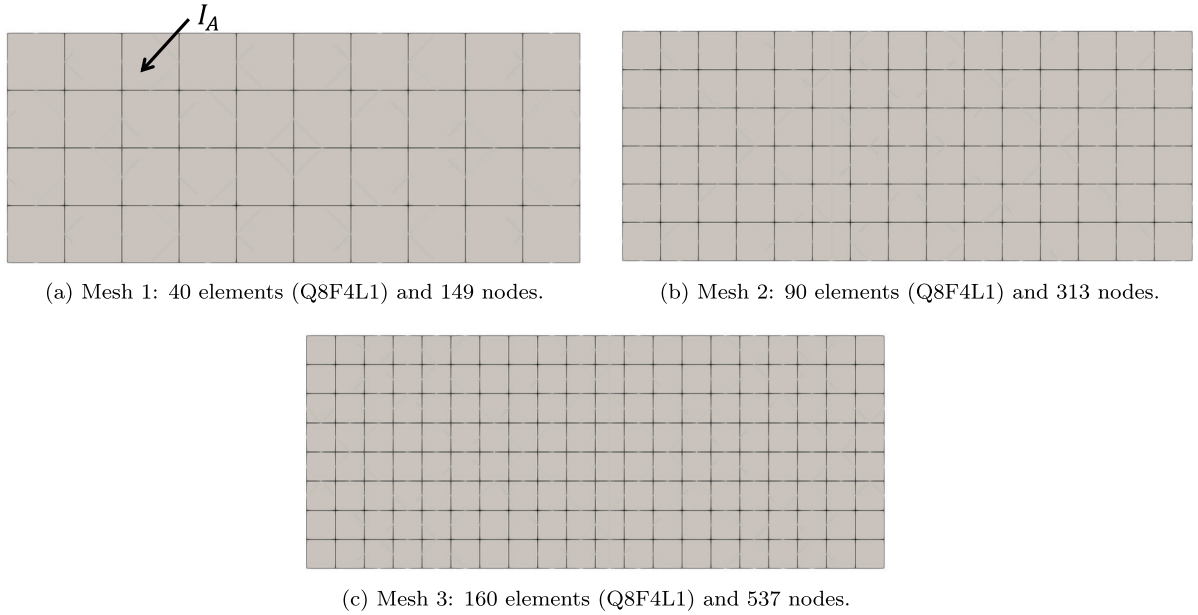 I_A
(a) Mesh 1: 40 elements (Q8F4L1) and 149 nodes.
(b) Mesh 2: 90 elements (Q8F4L1) and 313 nodes.
(c) Mesh 3: 160 elements (Q8F4L1) and 537 nodes.